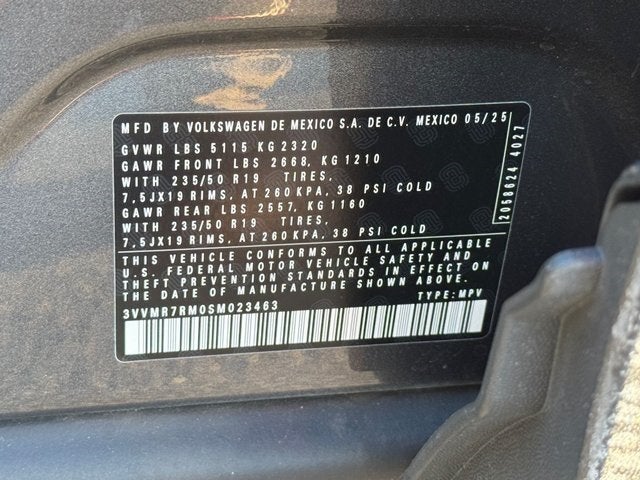 MFD BY VOLKSWAGEN DE MEXICO S.A. DE C.V. MEXICO 05/25
GVWR LBS 5115 KG 2320
GAWR FRONT LBS 2668, KG 1210
WITH 235/50 R19 TIRES,
7,5JX19 RIMS, AT 260 KPA, 38 PSI COLD
GAWR REAR LBS 2557, KG 1160
WITH 235/50 R19 TIRES,
7,5JX19 RIMS, AT 260 KPA, 38 PSI COLD
THIS VEHICLE CONFORMS TO ALL APPLICABLE
U.S. FEDERAL MOTOR VEHICLE SAFETY AND
THEFT PREVENTION STANDARDS IN EFFECT ON
THE DATE OF MANUFACTURE SHOWN ABOVE.
3VVMR7RM0SM023463 TYPE: MPV
2058624 4027